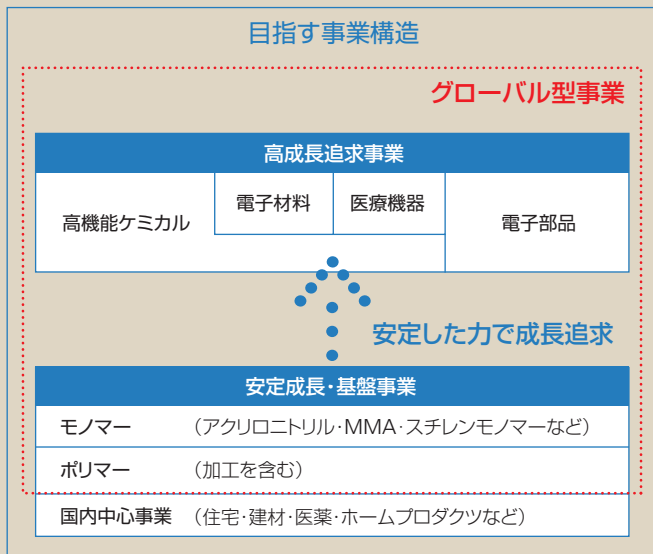 目指す事業構造
グローバル型事業
高成長追求事業
高機能ケミカル
電子材料
医療機器
電子部品
安定した力で成長追求
安定成長・基盤事業
モノマー (アクリロニトリル・MMA・スチレンモノマーなど)
ポリマー (加工を含む)
国内中心事業 (住宅・建材・医薬・ホームプロダクツなど)